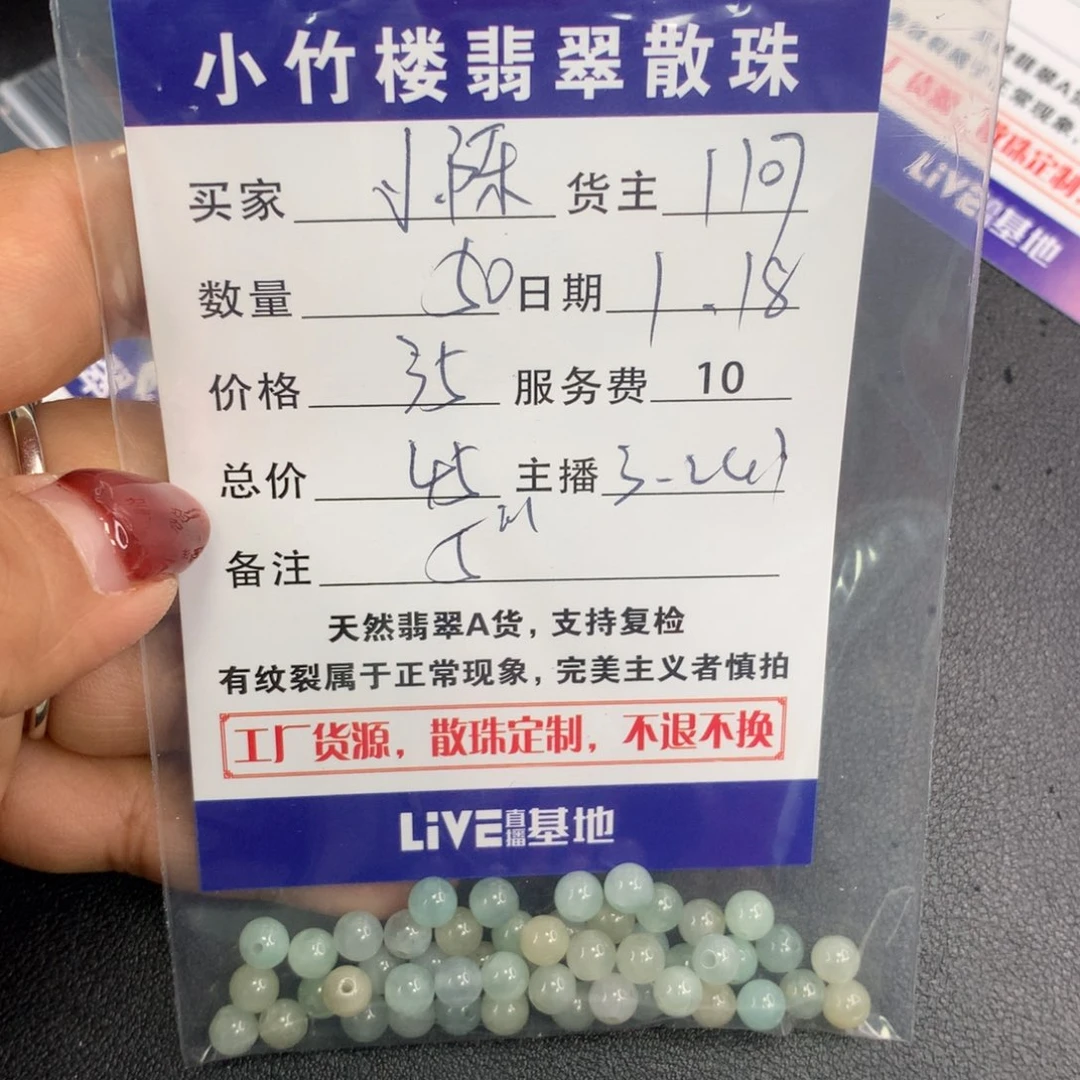 小竹楼翡翠散珠
买家 小陈 货主
数量 50 日期 1.18
价格 35 服务费 10
总价 45 主播
备注 5
天然翡翠A货，支持复检
有纹裂属于正常现象，完美主义者慎拍
工厂货源，散珠定制，不退不换
LiVE直播基地
LiVE 基地